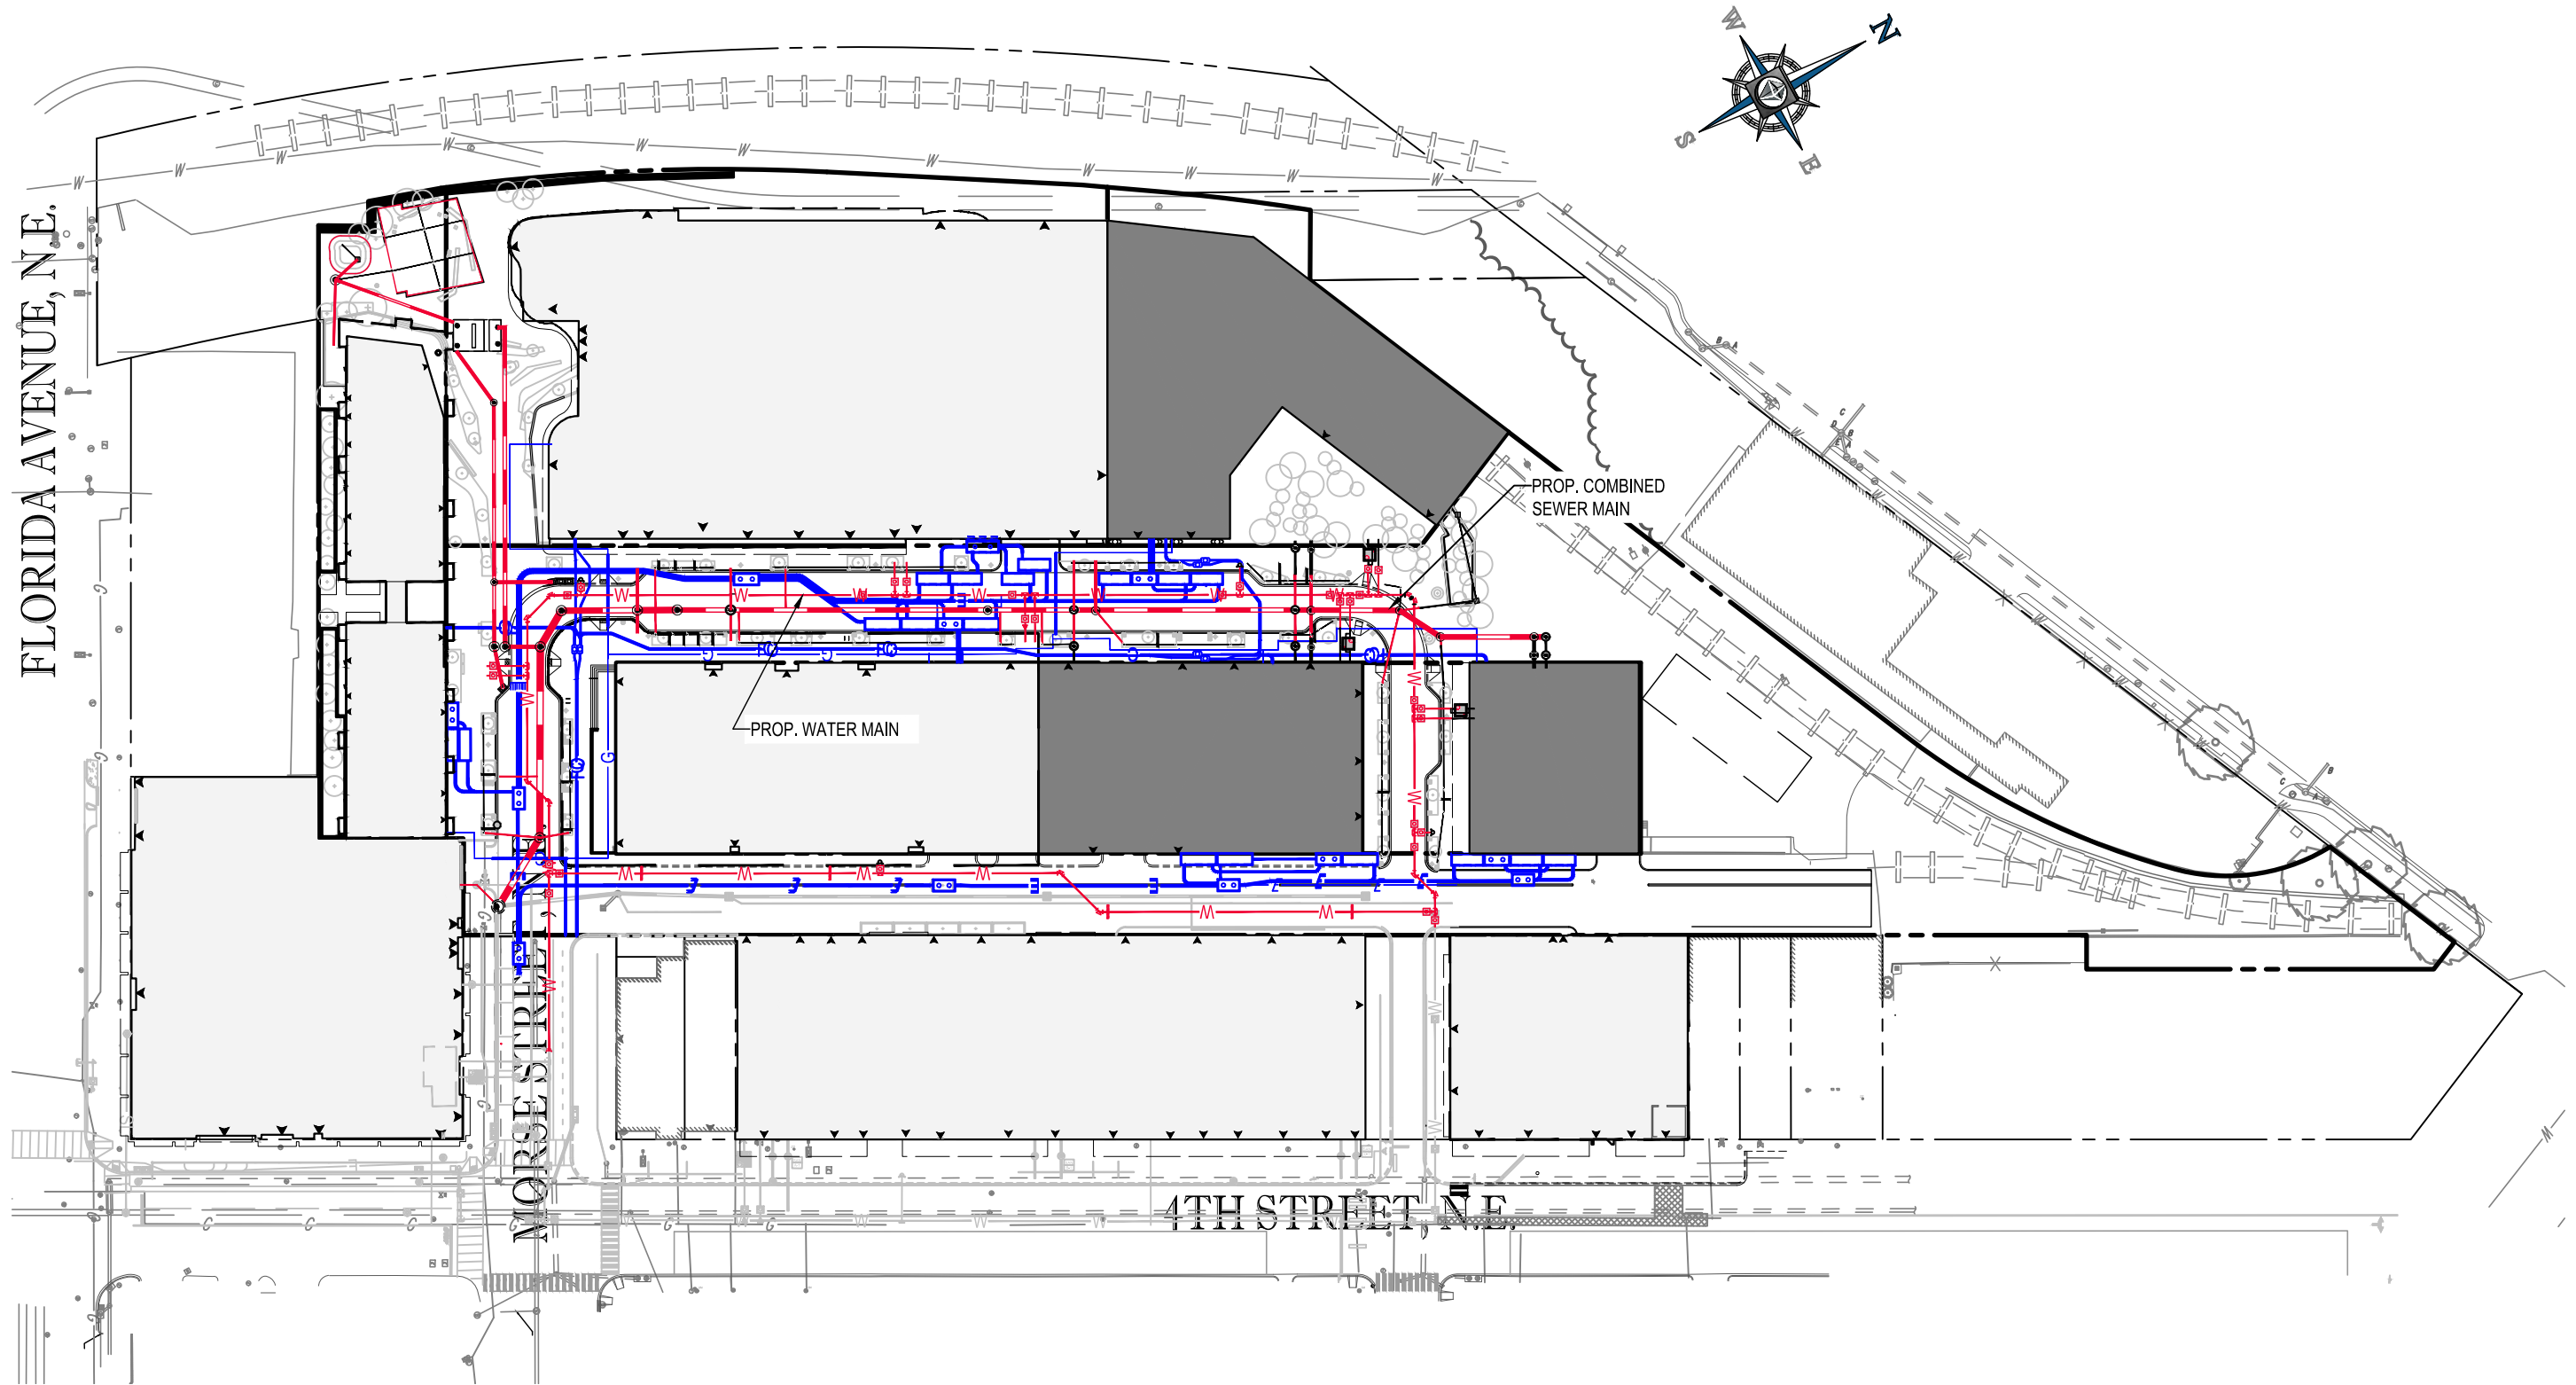 W
N
S
E
FLORIDA AVENUE, N.E.
PROP. COMBINED
SEWER MAIN
PROP. WATER MAIN
MORSE STREET,
4TH STREET, N.E.